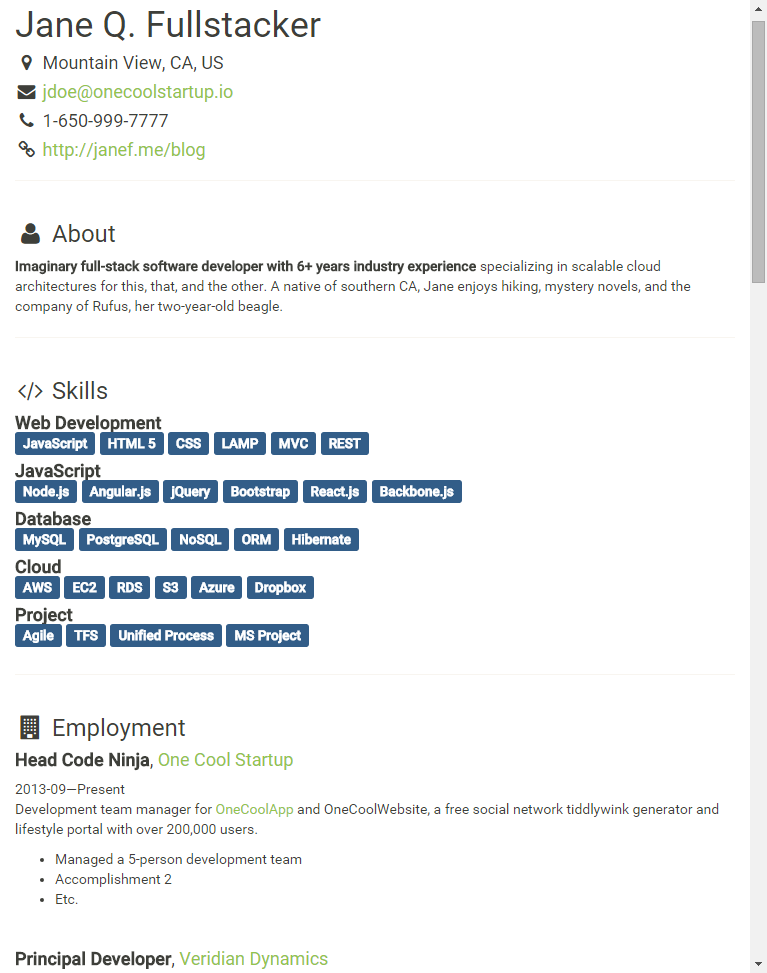 Jane Q. Fullstacker
Mountain View, CA, US
jdoe@onecoolstartup.io
1-650-999-7777
http://janef.me/blog
About
Imaginary full-stack software developer with 6+ years industry experience specializing in scalable cloud
architectures for this, that, and the other. A native of southern CA, Jane enjoys hiking, mystery novels, and the
company of Rufus, her two-year-old beagle.
Skills
Web Development
JavaScript HTML 5 CSS LAMP MVC REST
JavaScript
Node.js Angular.js jQuery Bootstrap React.js Backbone.js
Database
MySQL PostgreSQL NoSQL ORM Hibernate
Cloud
AWS EC2 RDS S3 Azure Dropbox
Project
Agile TFS Unified Process MS Project
Employment
Head Code Ninja, One Cool Startup
2013-09—Present
Development team manager for OneCoolApp and OneCoolWebsite, a free social network tiddlywink generator and
lifestyle portal with over 200,000 users.
• Managed a 5-person development team
• Accomplishment 2
• Etc.
Principal Developer, Veridian Dynamics